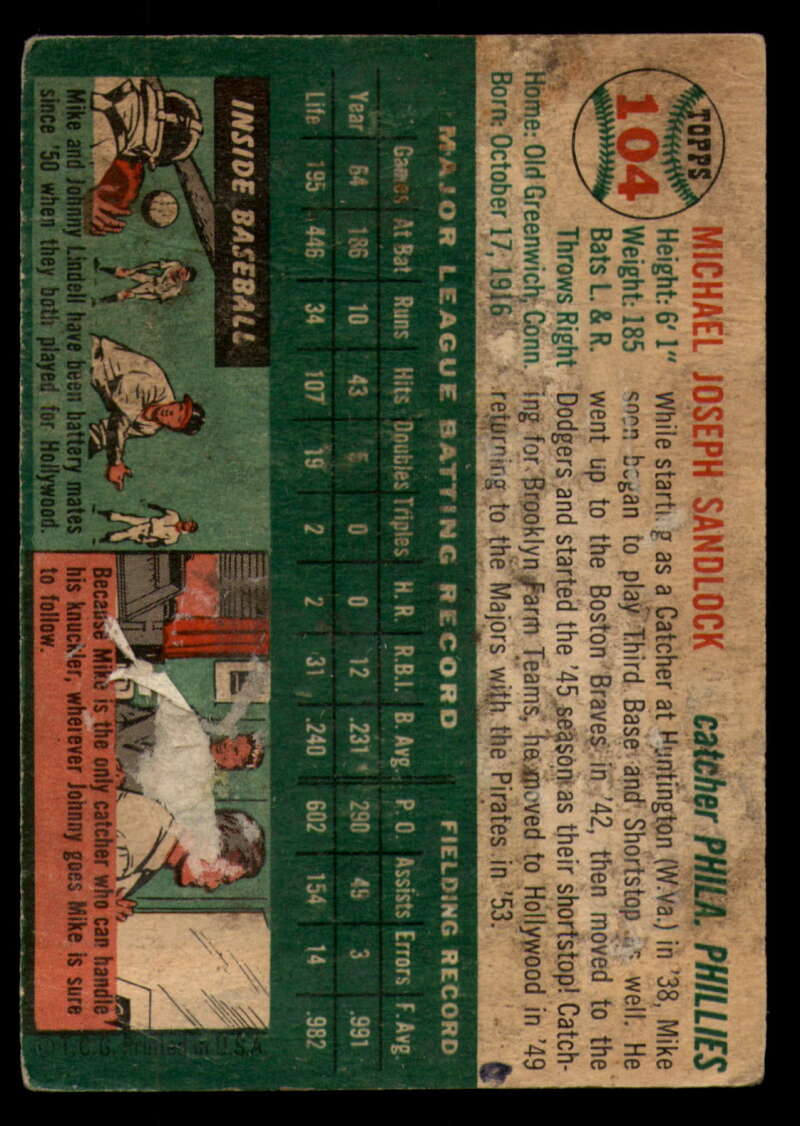 TOPPS
104
MICHAEL JOSEPH SANDLOCK catcher PHILA. PHILLIES
Height: 6' 1"
Weight: 185
Bats L. & R.
Throws Right
Home: Old Greenwich, Conn.
Born: October 17, 1916
While starting as a Catcher at Huntington (W.Va.) in '38, Mike
soon began to play Third Base and Shortstop as well. He
went up to the Boston Braves in '42, then moved to the
Dodgers and started the '45 season as their shortstop! Catch-
ing for Brooklyn Farm Teams, he moved to Hollywood in '49
returning to the Majors with the Pirates in '53.
MAJOR LEAGUE BATTING RECORD FIELDING RECORD
Games At Bat Runs Hits Doubles Triples H.R. R.B.I. B. Avg. P.O. Assists Errors F. Avg.
Year 64 186 10 43 5 0 0 12 .231 290 49 3 .991
Life 195 446 34 107 19 2 2 31 .240 602 154 14 .982
INSIDE BASEBALL
Mike and Johnny Lindell have been battery mates
since '50 when they both played for Hollywood.
Because Mike is the only catcher who can handle
his knuckler, wherever Johnny goes Mike is sure
to follow.
© T.C.G. Printed in U.S.A.